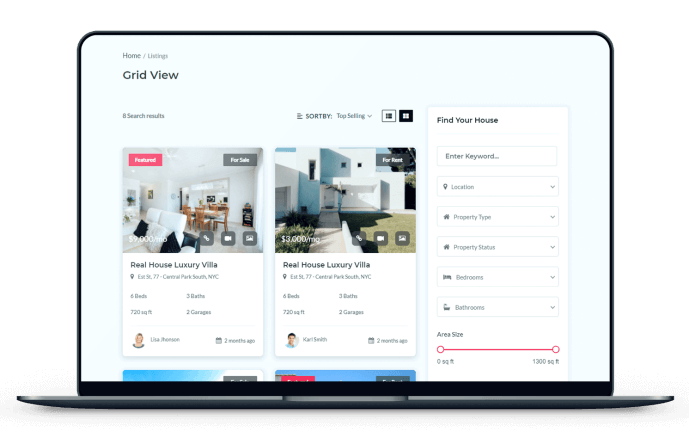 Home / Listings
Grid View
8 Search results
SORTBY: Top Selling
Featured
For Sale
$9,000/mo
Real House Luxury Villa
Est St, 77 - Central Park South, NYC
6 Beds
3 Baths
720 sq ft
2 Garages
Lisa Jhonson
2 months ago
For Rent
$3,000/mo
Real House Luxury Villa
Est St, 77 - Central Park South, NYC
6 Beds
3 Baths
720 sq ft
2 Garages
Karl Smith
2 months ago
Find Your House
Enter Keyword...
Location
Property Type
Property Status
Bedrooms
Bathrooms
Area Size
0 sq ft
1300 sq ft